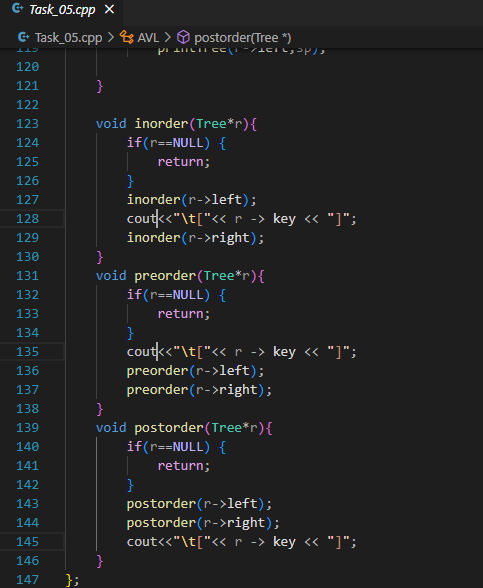 Task_05.cpp ×
Task_05.cpp > AVL > postorder(Tree *)
119 printTree(r->left,sp);
120
121 }
122
123 void inorder(Tree*r){
124 if(r==NULL) {
125 return;
126 }
127 inorder(r->left);
128 cout<<"\t["<< r -> key << "]";
129 inorder(r->right);
130 }
131 void preorder(Tree*r){
132 if(r==NULL) {
133 return;
134 }
135 cout<<"\t["<< r -> key << "]";
136 preorder(r->left);
137 preorder(r->right);
138 }
139 void postorder(Tree*r){
140 if(r==NULL) {
141 return;
142 }
143 postorder(r->left);
144 postorder(r->right);
145 cout<<"\t["<< r -> key << "]";
146 }
147 };